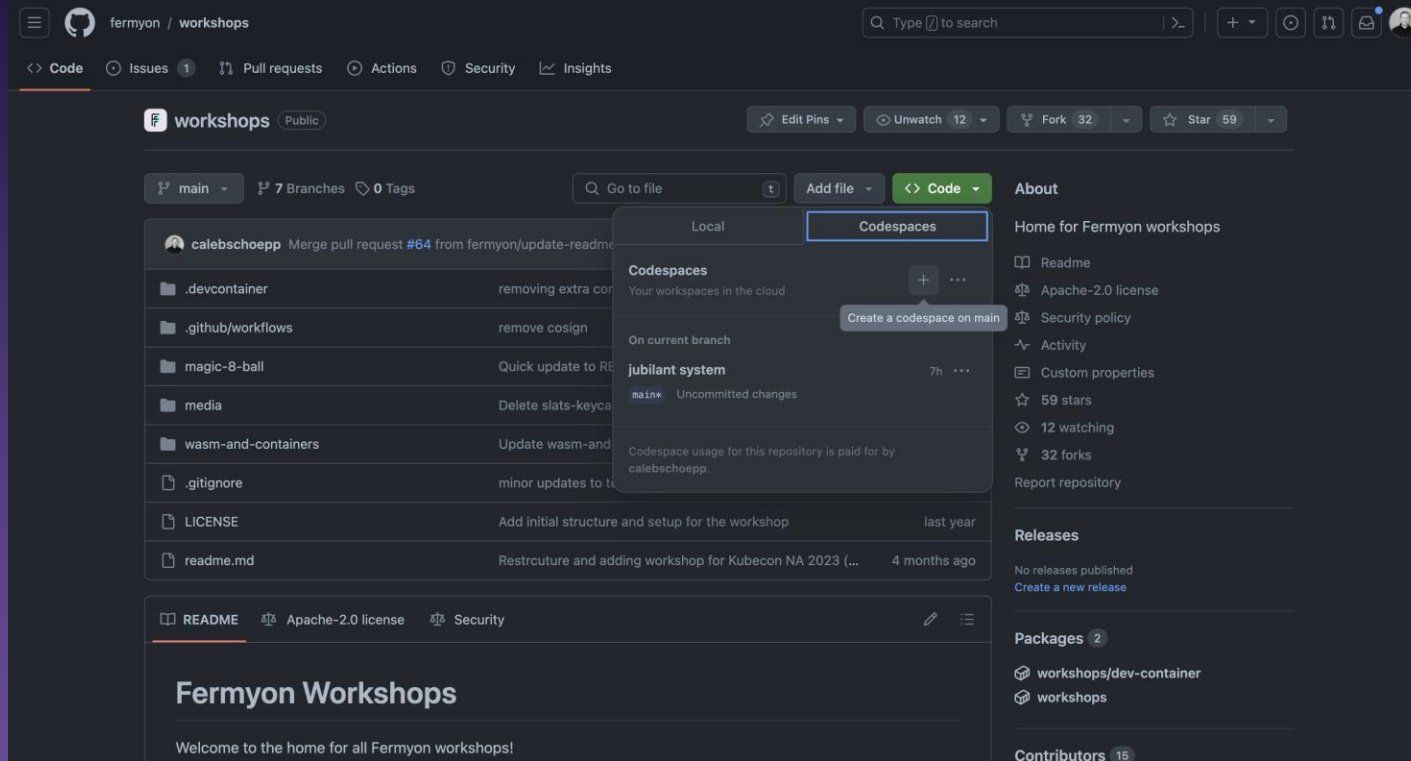 fermyon / workshops
Type / to search
Code
Issues 1
Pull requests
Actions
Security
Insights
workshops Public
Edit Pins
Unwatch 12
Fork 32
Star 59
main
7 Branches
0 Tags
Go to file t
Add file
<> Code
Local
Codespaces
Codespaces
Your workspaces in the cloud
Create a codespace on main
On current branch
jubilant system 7h
main* Uncommitted changes
Codespace usage for this repository is paid for by
calebschoepp.
calebschoepp Merge pull request #64 from fermyon/update-readme
.devcontainer removing extra cor
.github/workflows remove cosign
magic-8-ball Quick update to RE
media Delete slats-keyca
wasm-and-containers Update wasm-and
.gitignore minor updates to te
LICENSE Add initial structure and setup for the workshop last year
readme.md Restrcuture and adding workshop for Kubecon NA 2023 (... 4 months ago
README
Apache-2.0 license
Security
Fermyon Workshops
Welcome to the home for all Fermyon workshops!
About
Home for Fermyon workshops
Readme
Apache-2.0 license
Security policy
Activity
Custom properties
59 stars
12 watching
32 forks
Report repository
Releases
No releases published
Create a new release
Packages 2
workshops/dev-container
workshops
Contributors 15